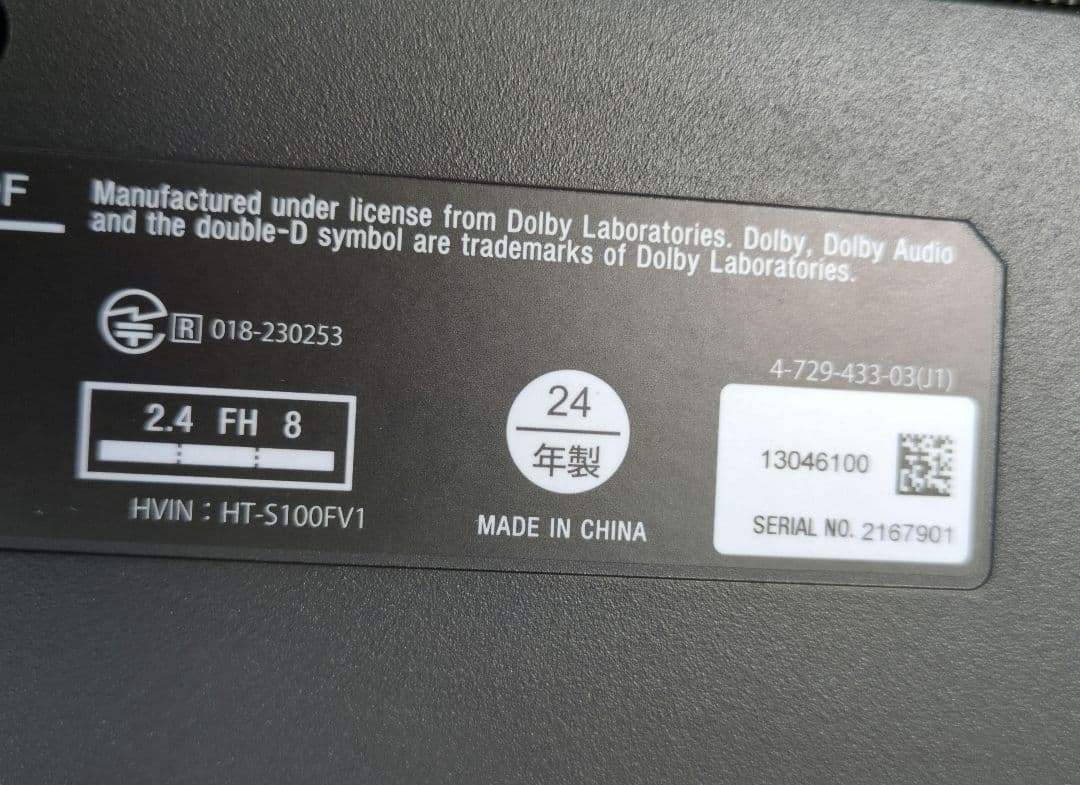 F
Manufactured under license from Dolby Laboratories. Dolby, Dolby Audio
and the double-D symbol are trademarks of Dolby Laboratories.
R 018-230253
2.4 FH 8
HVIN : HT-S100FV1
24
年製
MADE IN CHINA
4-729-433-03(J1)
13046100
SERIAL NO. 2167901